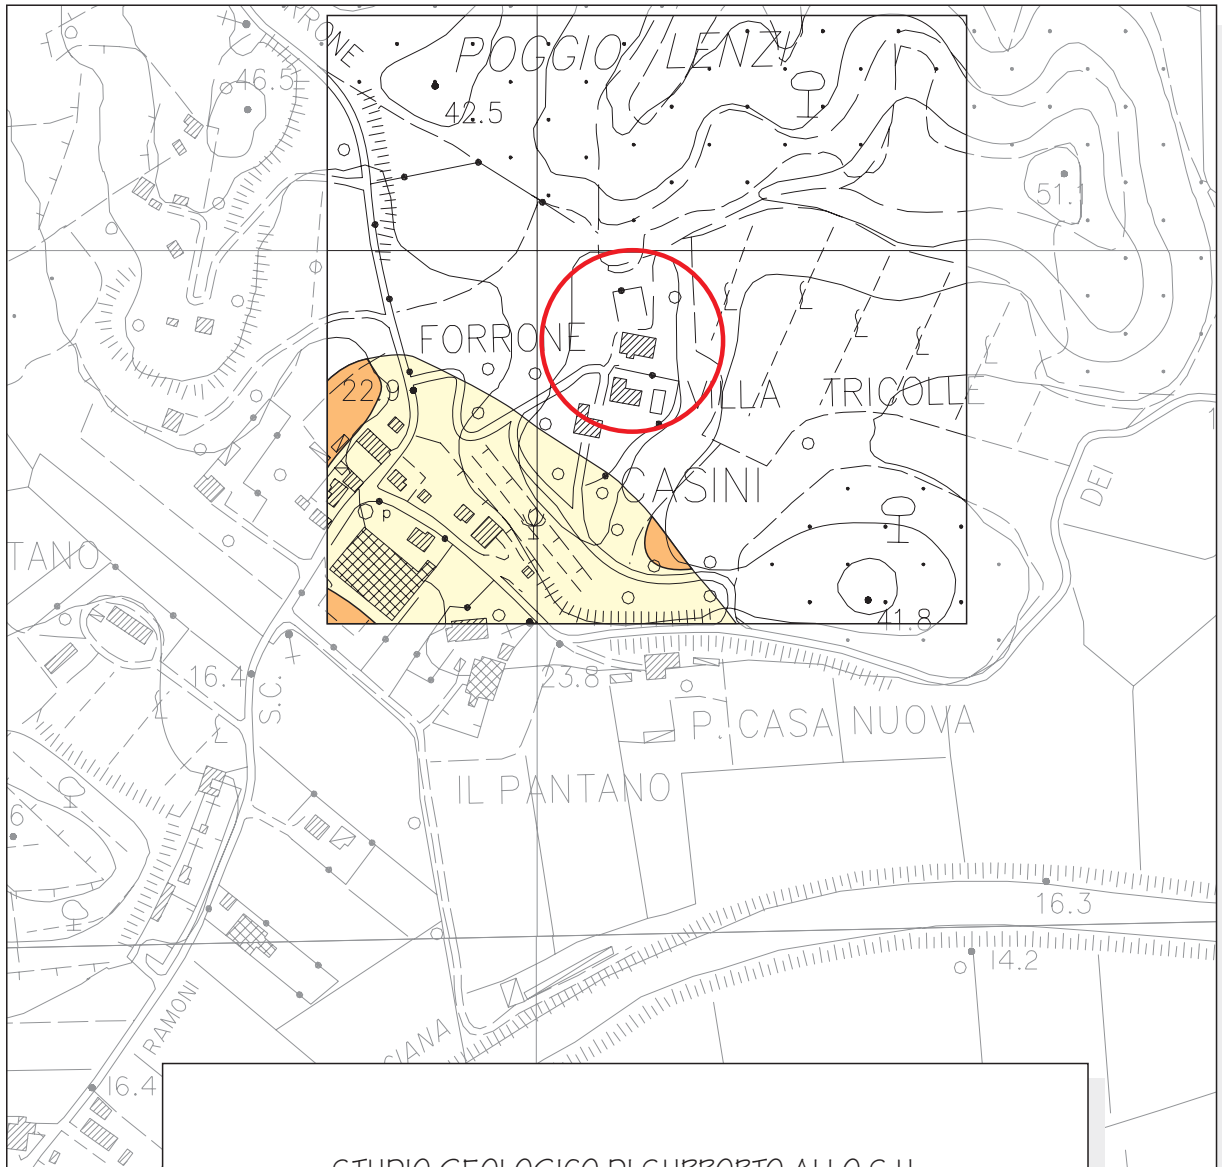 POGGIO LENZI
46.5
42.5
51.1
FORRONE
22.9
VILLA TRICOLLE
CASINI
DEI
p
TANO
41.8
16.4
S.C.
23.8
P. CASA NUOVA
IL PANTANO
6
16.3
14.2
RAMONI
16.4